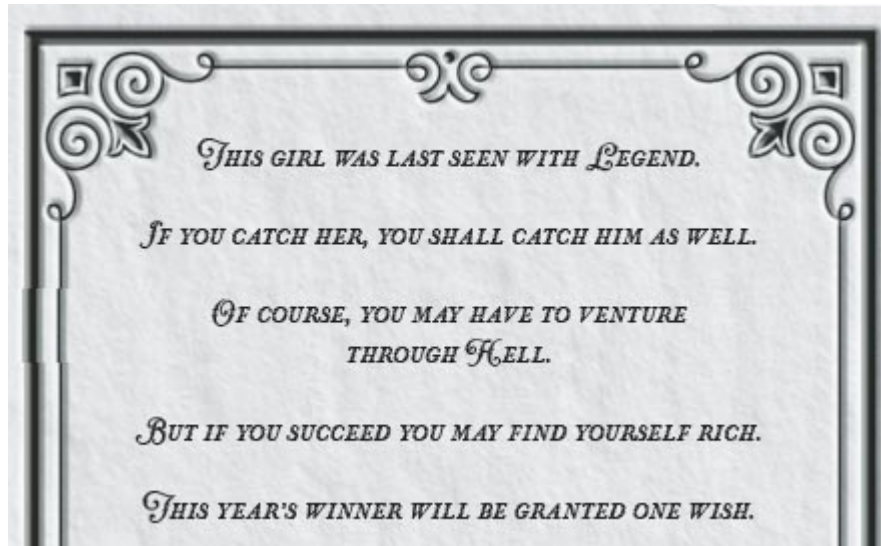 This girl was last seen with Legend.
If you catch her, you shall catch him as well.
Of course, you may have to venture
through Hell.
But if you succeed you may find yourself rich.
This year's winner will be granted one wish.